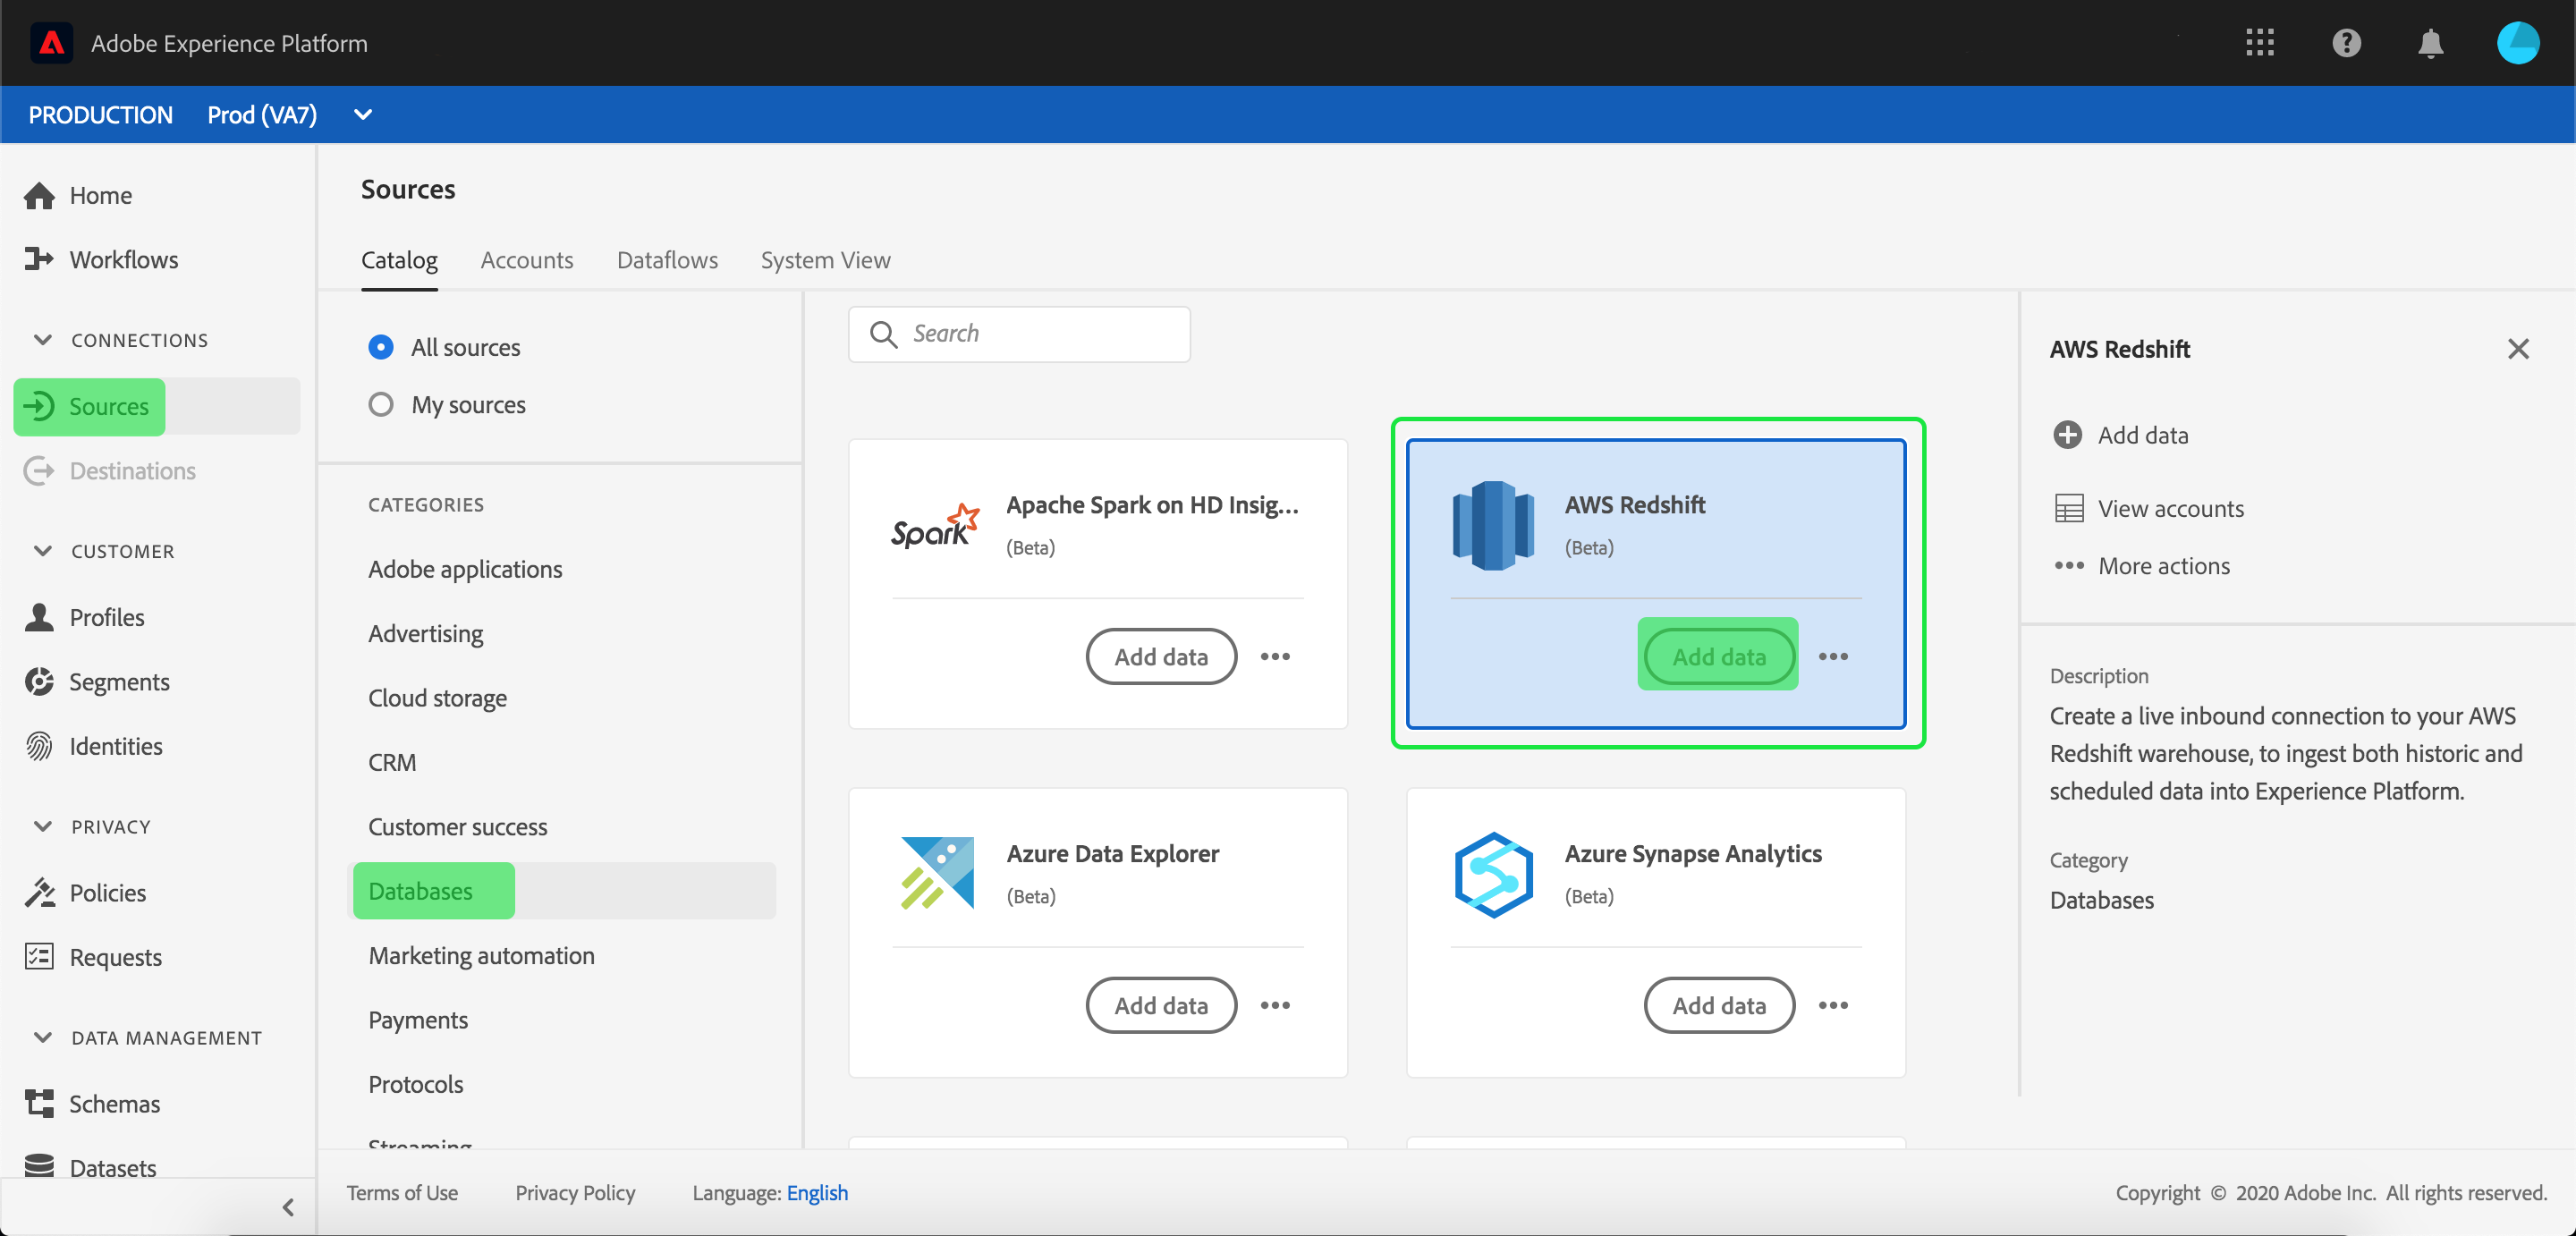 Adobe Experience Platform
PRODUCTION Prod (VA7)
Home
Workflows
CONNECTIONS
Sources
Destinations
CUSTOMER
Profiles
Segments
Identities
PRIVACY
Policies
Requests
DATA MANAGEMENT
Schemas
Datasets
Sources
Catalog Accounts Dataflows System View
All sources
My sources
CATEGORIES
Adobe applications
Advertising
Cloud storage
CRM
Customer success
Databases
Marketing automation
Payments
Protocols
Streaming
Search
Spark
Apache Spark on HD Insig...
(Beta)
Add data
AWS Redshift
(Beta)
Add data
Azure Data Explorer
(Beta)
Add data
Azure Synapse Analytics
(Beta)
Add data
AWS Redshift
Add data
View accounts
More actions
Description
Create a live inbound connection to your AWS
Redshift warehouse, to ingest both historic and
scheduled data into Experience Platform.
Category
Databases
Terms of Use Privacy Policy Language: English
Copyright © 2020 Adobe Inc. All rights reserved.